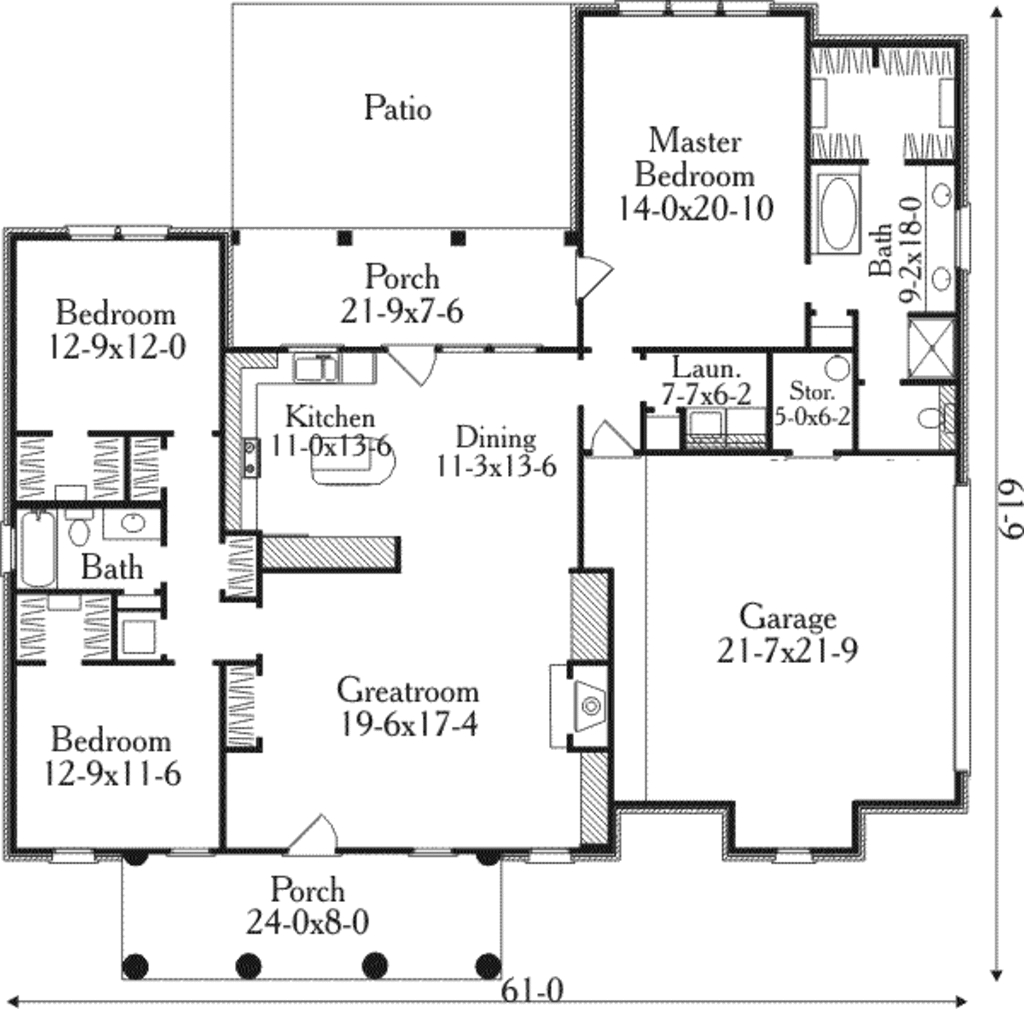 Patio
Master
Bedroom
14-0x20-10
Bath
9-2x18-0
Porch
21-9x7-6
Bedroom
12-9x12-0
Laun.
7-7x6-2
Stor.
5-0x6-2
Kitchen
11-0x13-6
Dining
11-3x13-6
61-9
Bath
Garage
21-7x21-9
Greatroom
19-6x17-4
Bedroom
12-9x11-6
Porch
24-0x8-0
61-0